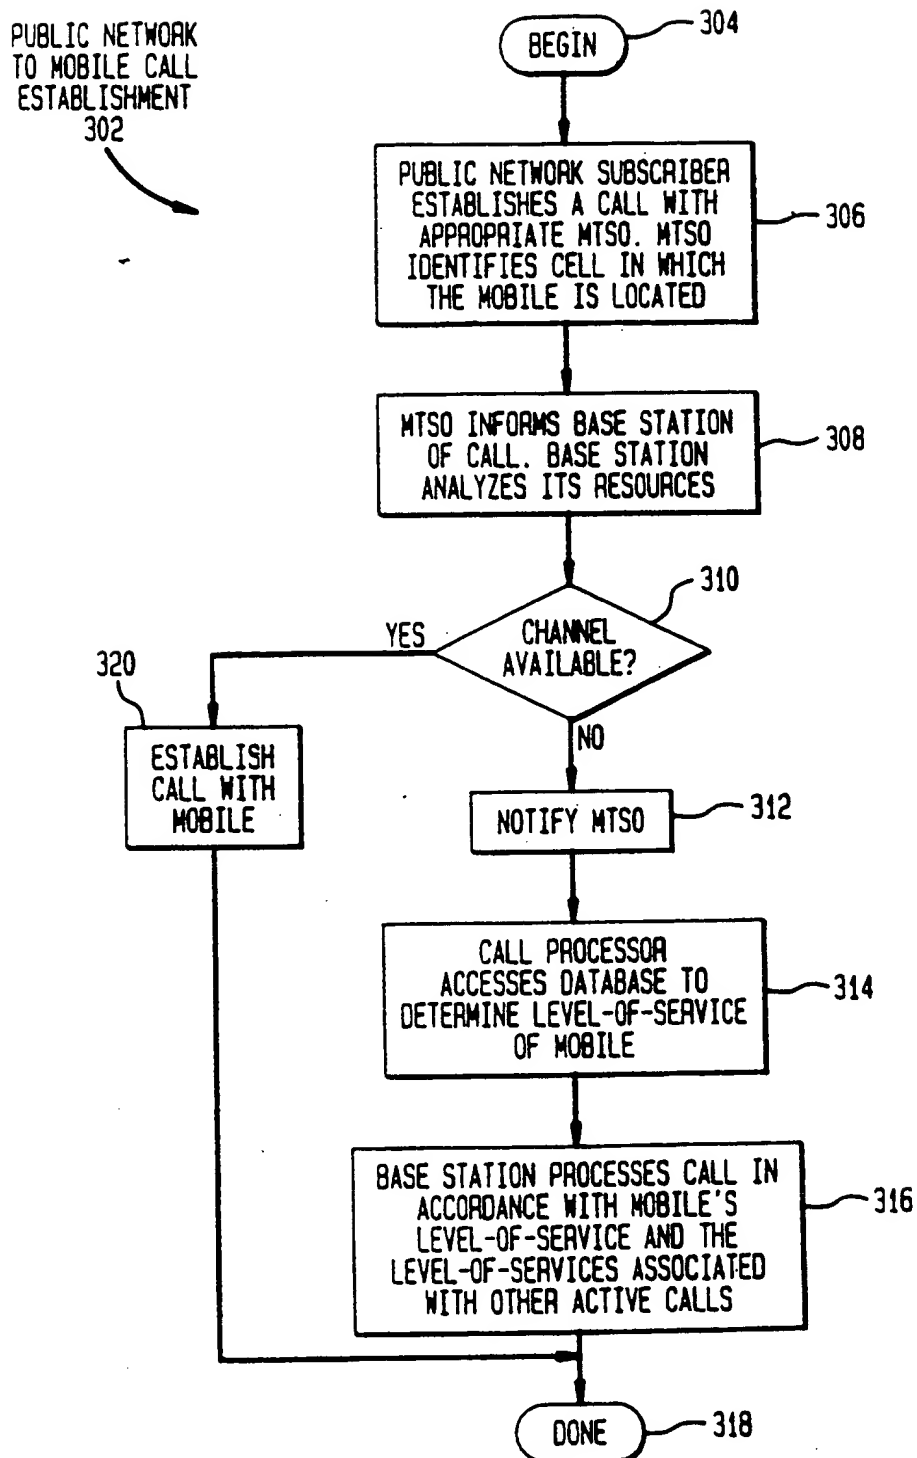 PUBLIC NETWORK
TO MOBILE CALL
ESTABLISHMENT
302
BEGIN
304
PUBLIC NETWORK SUBSCRIBER
ESTABLISHES A CALL WITH
APPROPRIATE MTSO. MTSO
IDENTIFIES CELL IN WHICH
THE MOBILE IS LOCATED
306
MTSO INFORMS BASE STATION
OF CALL. BASE STATION
ANALYZES ITS RESOURCES
308
310
CHANNEL
AVAILABLE?
YES
NO
320
ESTABLISH
CALL WITH
MOBILE
NOTIFY MTSO
312
CALL PROCESSOR
ACCESSES DATABASE TO
DETERMINE LEVEL-OF-SERVICE
OF MOBILE
314
BASE STATION PROCESSES CALL IN
ACCORDANCE WITH MOBILE'S
LEVEL-OF-SERVICE AND THE
LEVEL-OF-SERVICES ASSOCIATED
WITH OTHER ACTIVE CALLS
316
DONE
318